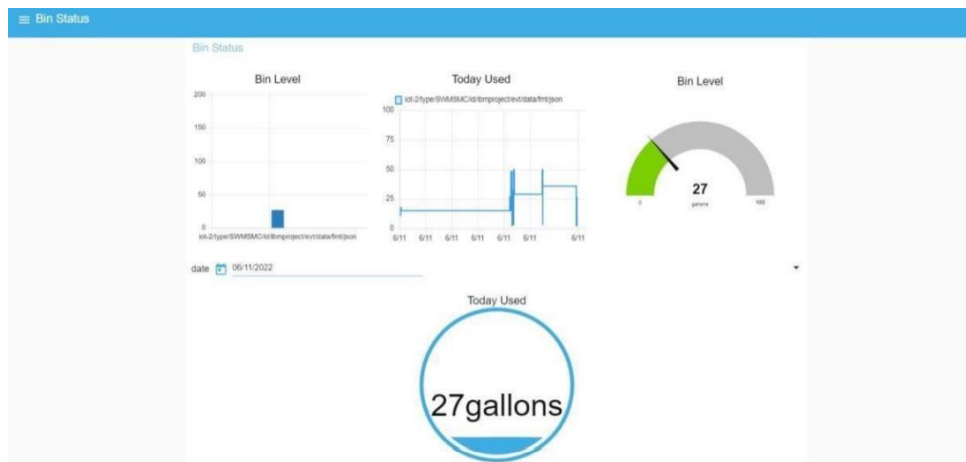 Bin Status
Bin Status
Bin Level
200
150
100
50
0
iot-2/type/SWMSMC/id/ibmproject/evt/data/fmt/json
Today Used
iot-2/type/SWMSMC/id/ibmproject/evt/data/fmt/json
100
75
50
25
0
6/11 6/11 6/11 6/11 6/11 6/11 6/11
Bin Level
27
gallons
0 100
date 06/11/2022
Today Used
27gallons